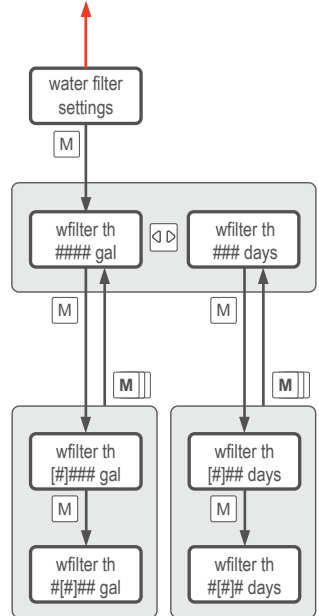 water filter
settings
M
wfilter th
#### gal
wfilter th
### days
M
M
M
M
wfilter th
[#]### gal
wfilter th
[#]## days
M
M
wfilter th
#[#]## gal
wfilter th
#[#]# days